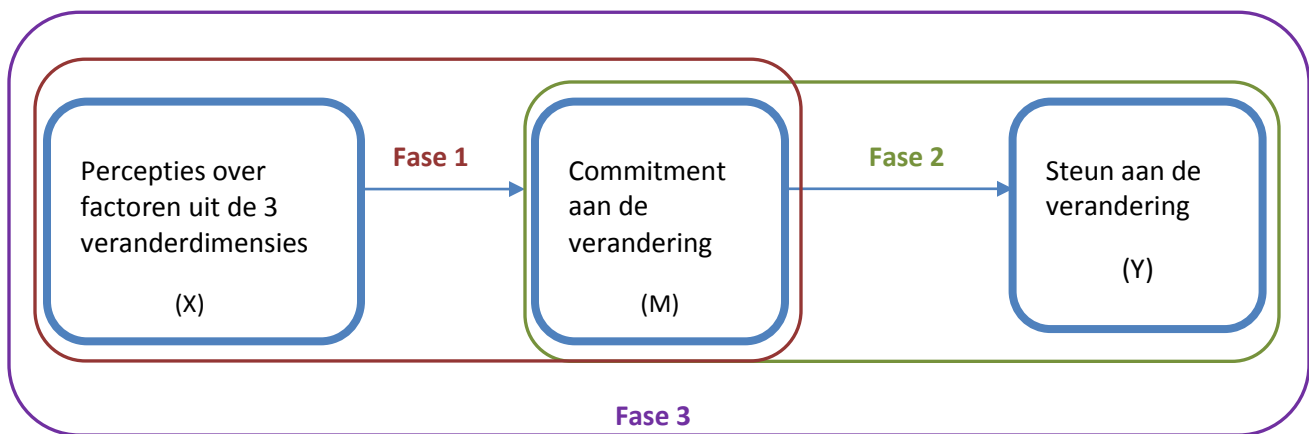 Percepties over
factoren uit de 3
veranderdimensies
(X)
Fase 1
Commitment
aan de
verandering
(M)
Fase 2
Steun aan de
verandering
(Y)
Fase 3